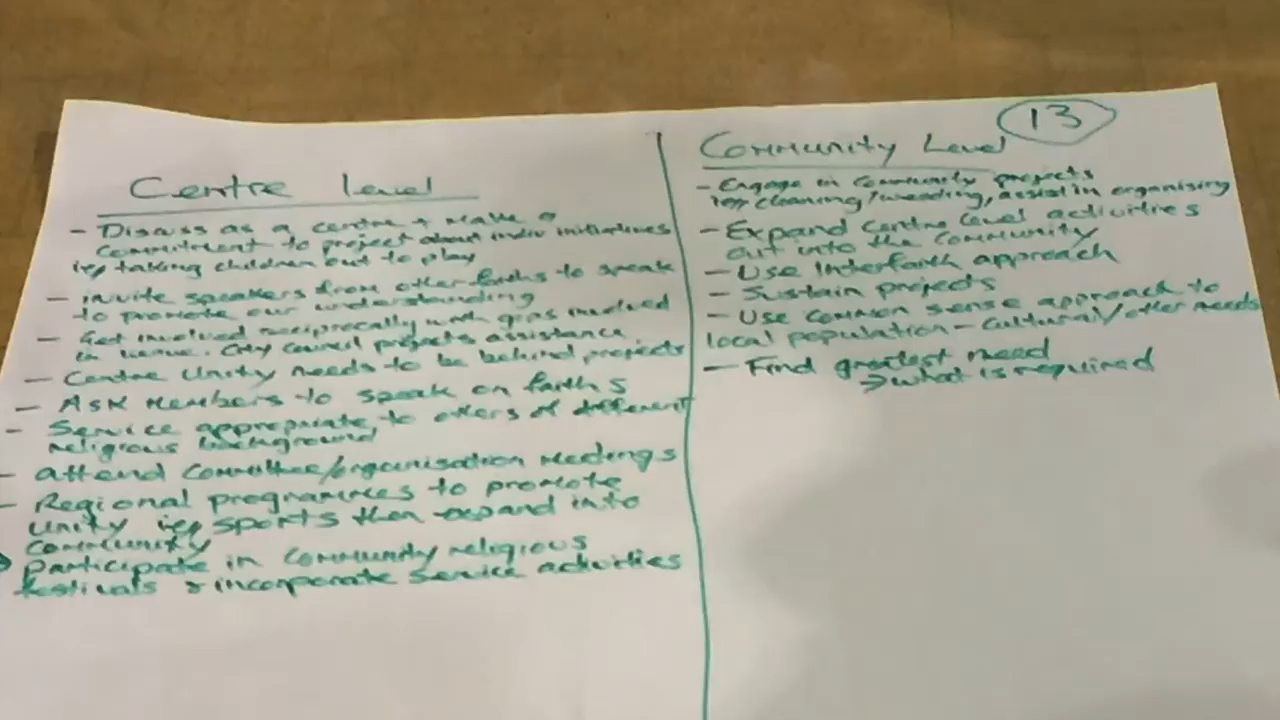 13
Centre level
- Discuss as a centre + make a
commitment to project about indiv initiatives
ie, taking children out to play
- invite speakers from other faiths to speak
to promote our understanding
- Get involved reciprocally with involved
in . City Council projects assistance
- Centre Unity needs to be behind projects
- Ask members to speak on faiths
- Service appropriate to others of different
religious background
- attend Committee/organisation meetings
- Regional programmes to promote
Unity ie, sports then expand into
community
participate in community religious
festivals & incorporate service activities
Community Level
- Engage in Community projects
cleaning/weeding, assist in organising
- Expand centre level activities
out into the community
- Use Interfaith approach
- Sustain projects
- Use common sense approach to
local population - cultural/other needs
- Find greatest need
→ what is required